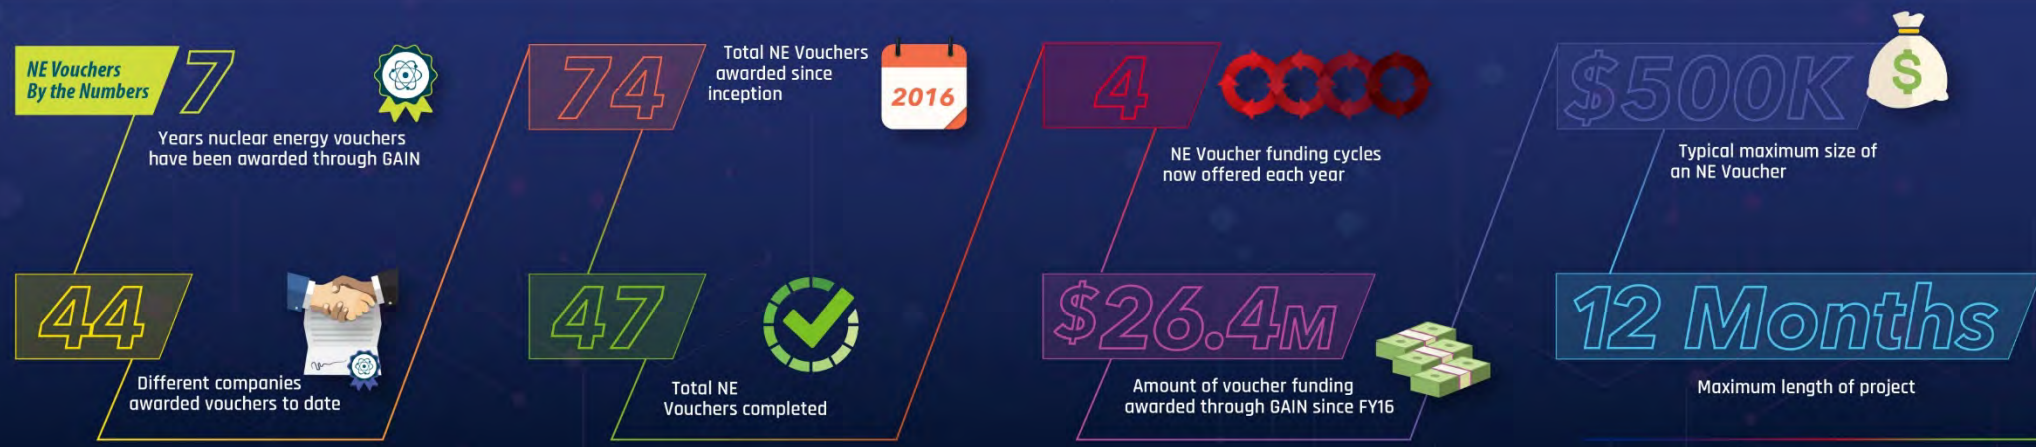 NE Vouchers
By the Numbers
7
Years nuclear energy vouchers
have been awarded through GAIN
44
Different companies
awarded vouchers to date
74
Total NE Vouchers
awarded since
inception
2016
47
Total NE
Vouchers completed
4
NE Voucher funding cycles
now offered each year
$26.4M
Amount of voucher funding
awarded through GAIN since FY16
$500K
$
Typical maximum size of
an NE Voucher
12 Months
Maximum length of project